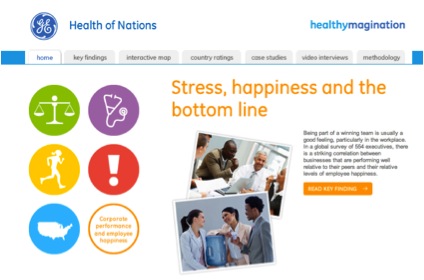 Health of Nations
healthymagination
home
key findings
interactive map
country ratings
case studies
video interviews
methodology
Stress, happiness and the
bottom line
Being part of a winning team is usually a
good feeling, particularly in the workplace.
In a global survey of 564 executives, there
is a striking correlation between
businesses that are performing well
relative to their peers and their relative
levels of employee happiness.
READ KEY FINDING
Corporate
performance
and employee
happiness